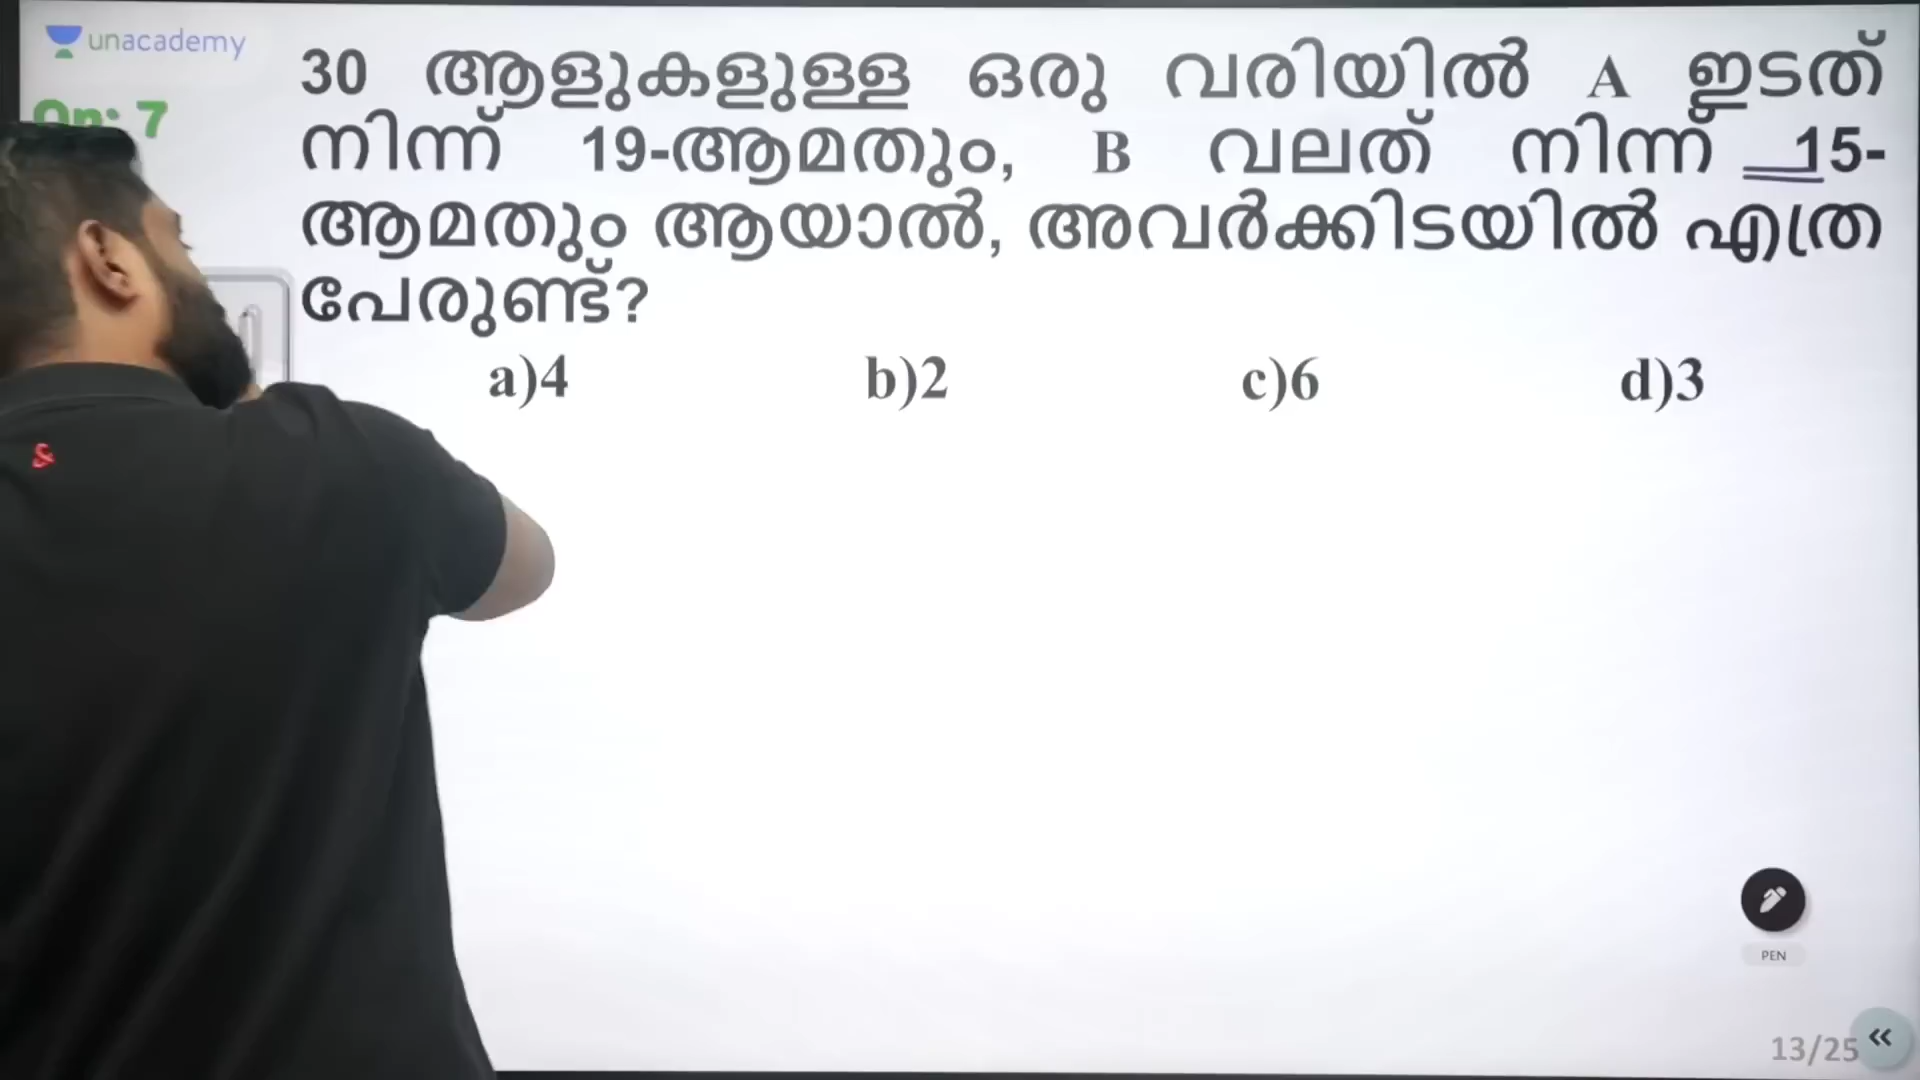 unacademy
Qn: 7
30 ആളുകളുള്ള ഒരു വരിയിൽ A ഇടത്
നിന്ന് 19-ആമതും, B വലത് നിന്ന് 15-
ആമതും ആയാൽ, അവർക്കിടയിൽ എത്ര
പേരുണ്ട്?
a)4 b)2 c)6 d)3
PEN
13/25